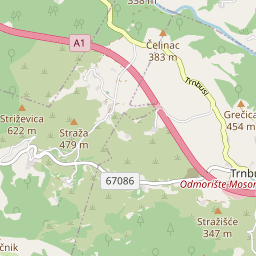 338 m
A1
Čelinac
383 m
Trnbusi
Striževica
622 m
Straža
479 m
Grečica
454 m
67086
Trnbu
Odmorište Mosor
Stražišće
347 m
čnik